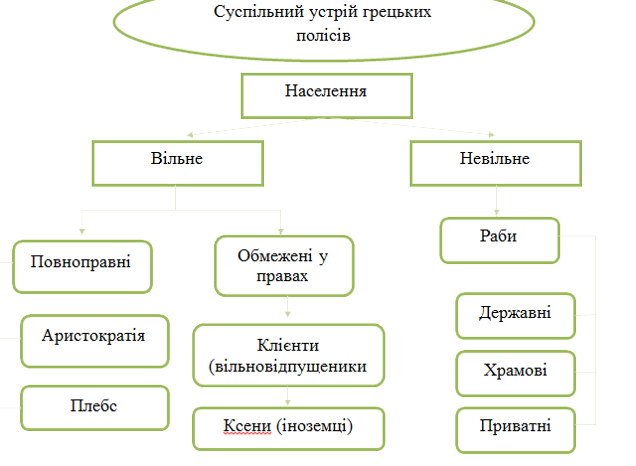 Суспільний устрій грецьких
полісів
Населення
Вільне
Невільне
Повноправні
Обмежені у
правах
Раби
Аристократія
Клієнти
(вільновідпущеники
Державні
Храмові
Плебс
Ксени (іноземці)
Приватні